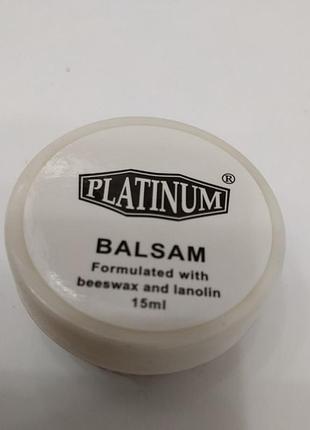 PLATINUM®
BALSAM
Formulated with
beeswax and lanolin
15ml